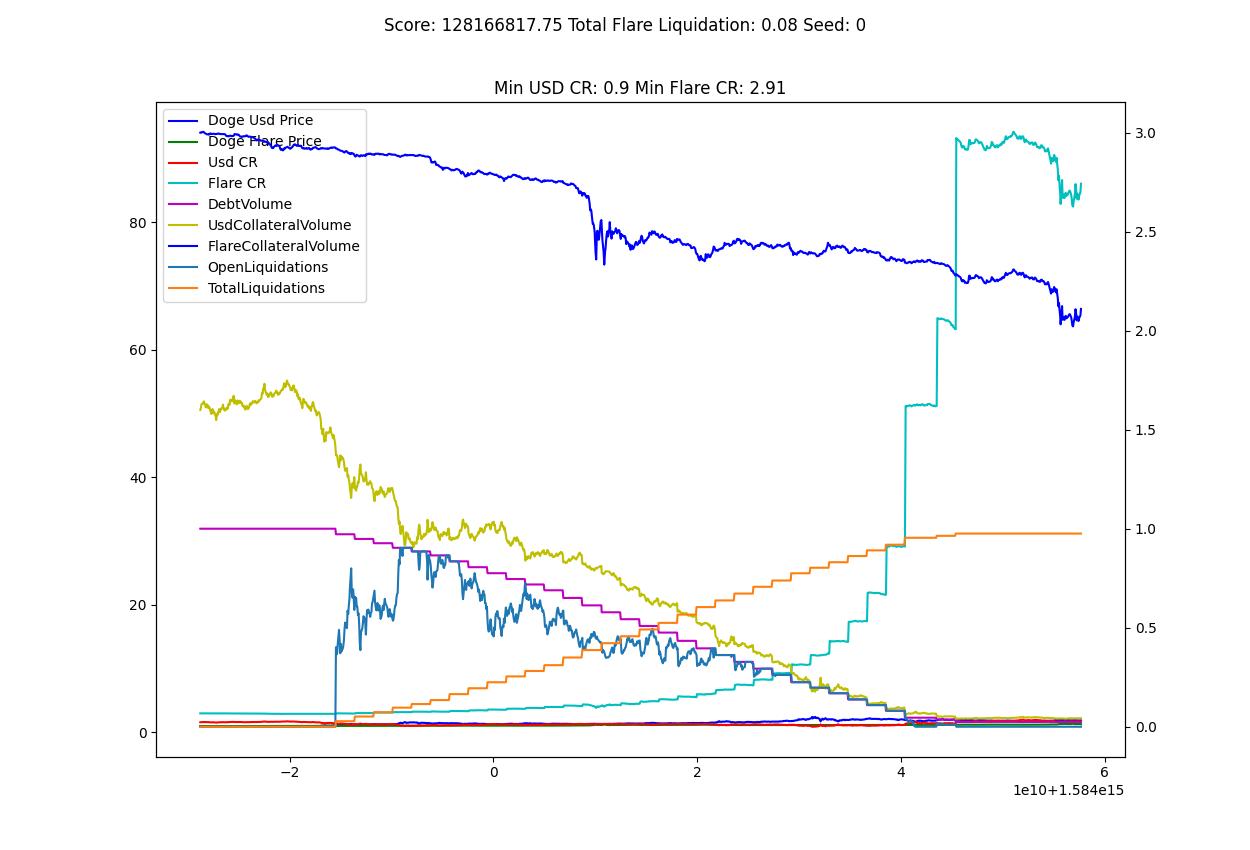 Score: 128166817.75 Total Flare Liquidation: 0.08 Seed: 0
Min USD CR: 0.9 Min Flare CR: 2.91
Doge Usd Price
Doge Flare Price
Usd CR
Flare CR
DebtVolume
UsdCollateralVolume
FlareCollateralVolume
OpenLiquidations
TotalLiquidations
80
60
40
20
0
3.0
2.5
2.0
1.5
1.0
0.5
0.0
−2
0
2
4
6
1e10+1.584e15